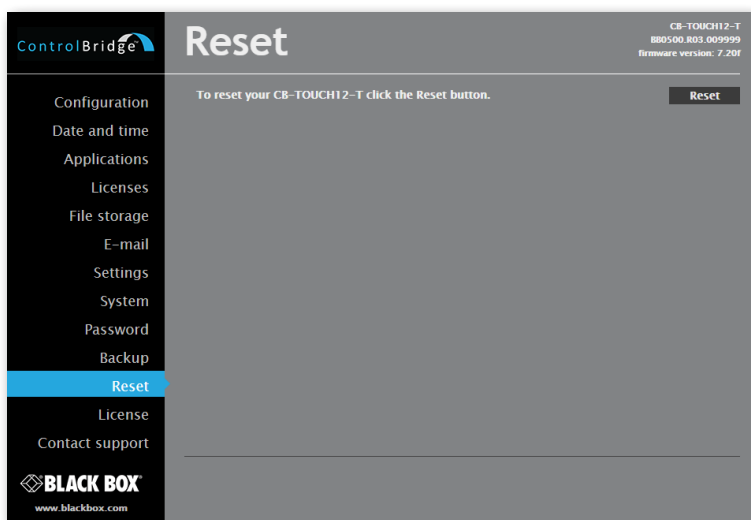 ControlBridge™
Reset
CB-TOUCH12-T
BB0500.R03.009999
firmware version: 7.20f
To reset your CB-TOUCH12-T click the Reset button.
Reset
Configuration
Date and time
Applications
Licenses
File storage
E-mail
Settings
System
Password
Backup
Reset
License
Contact support
BLACK BOX®
www.blackbox.com